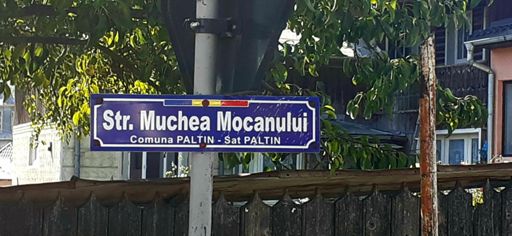 Str. Muchea Mocanului
Comuna PALTIN - Sat PALTIN